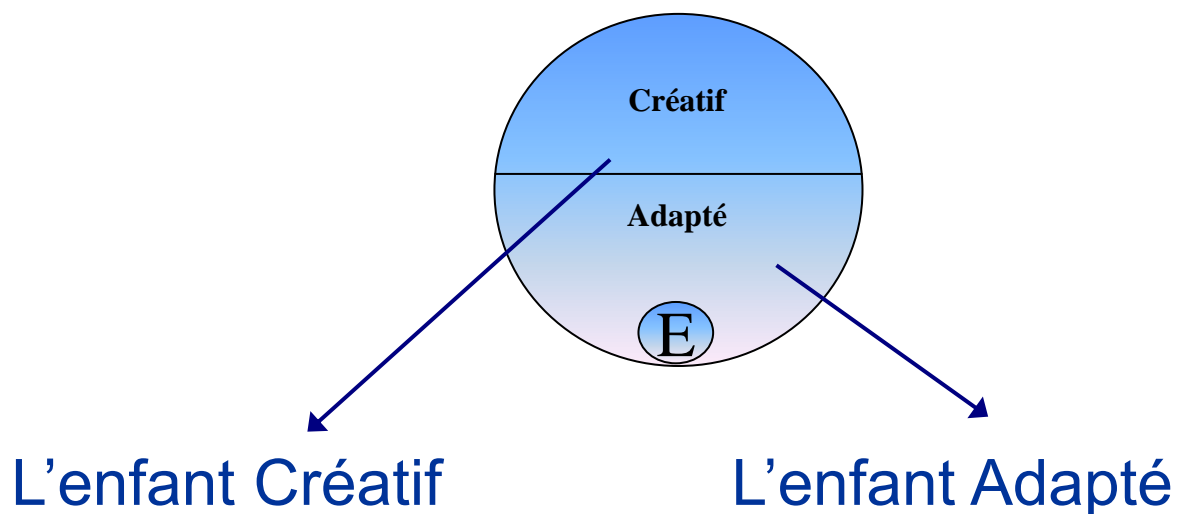 Créatif
Adapté
E
L’enfant Créatif
L’enfant Adapté